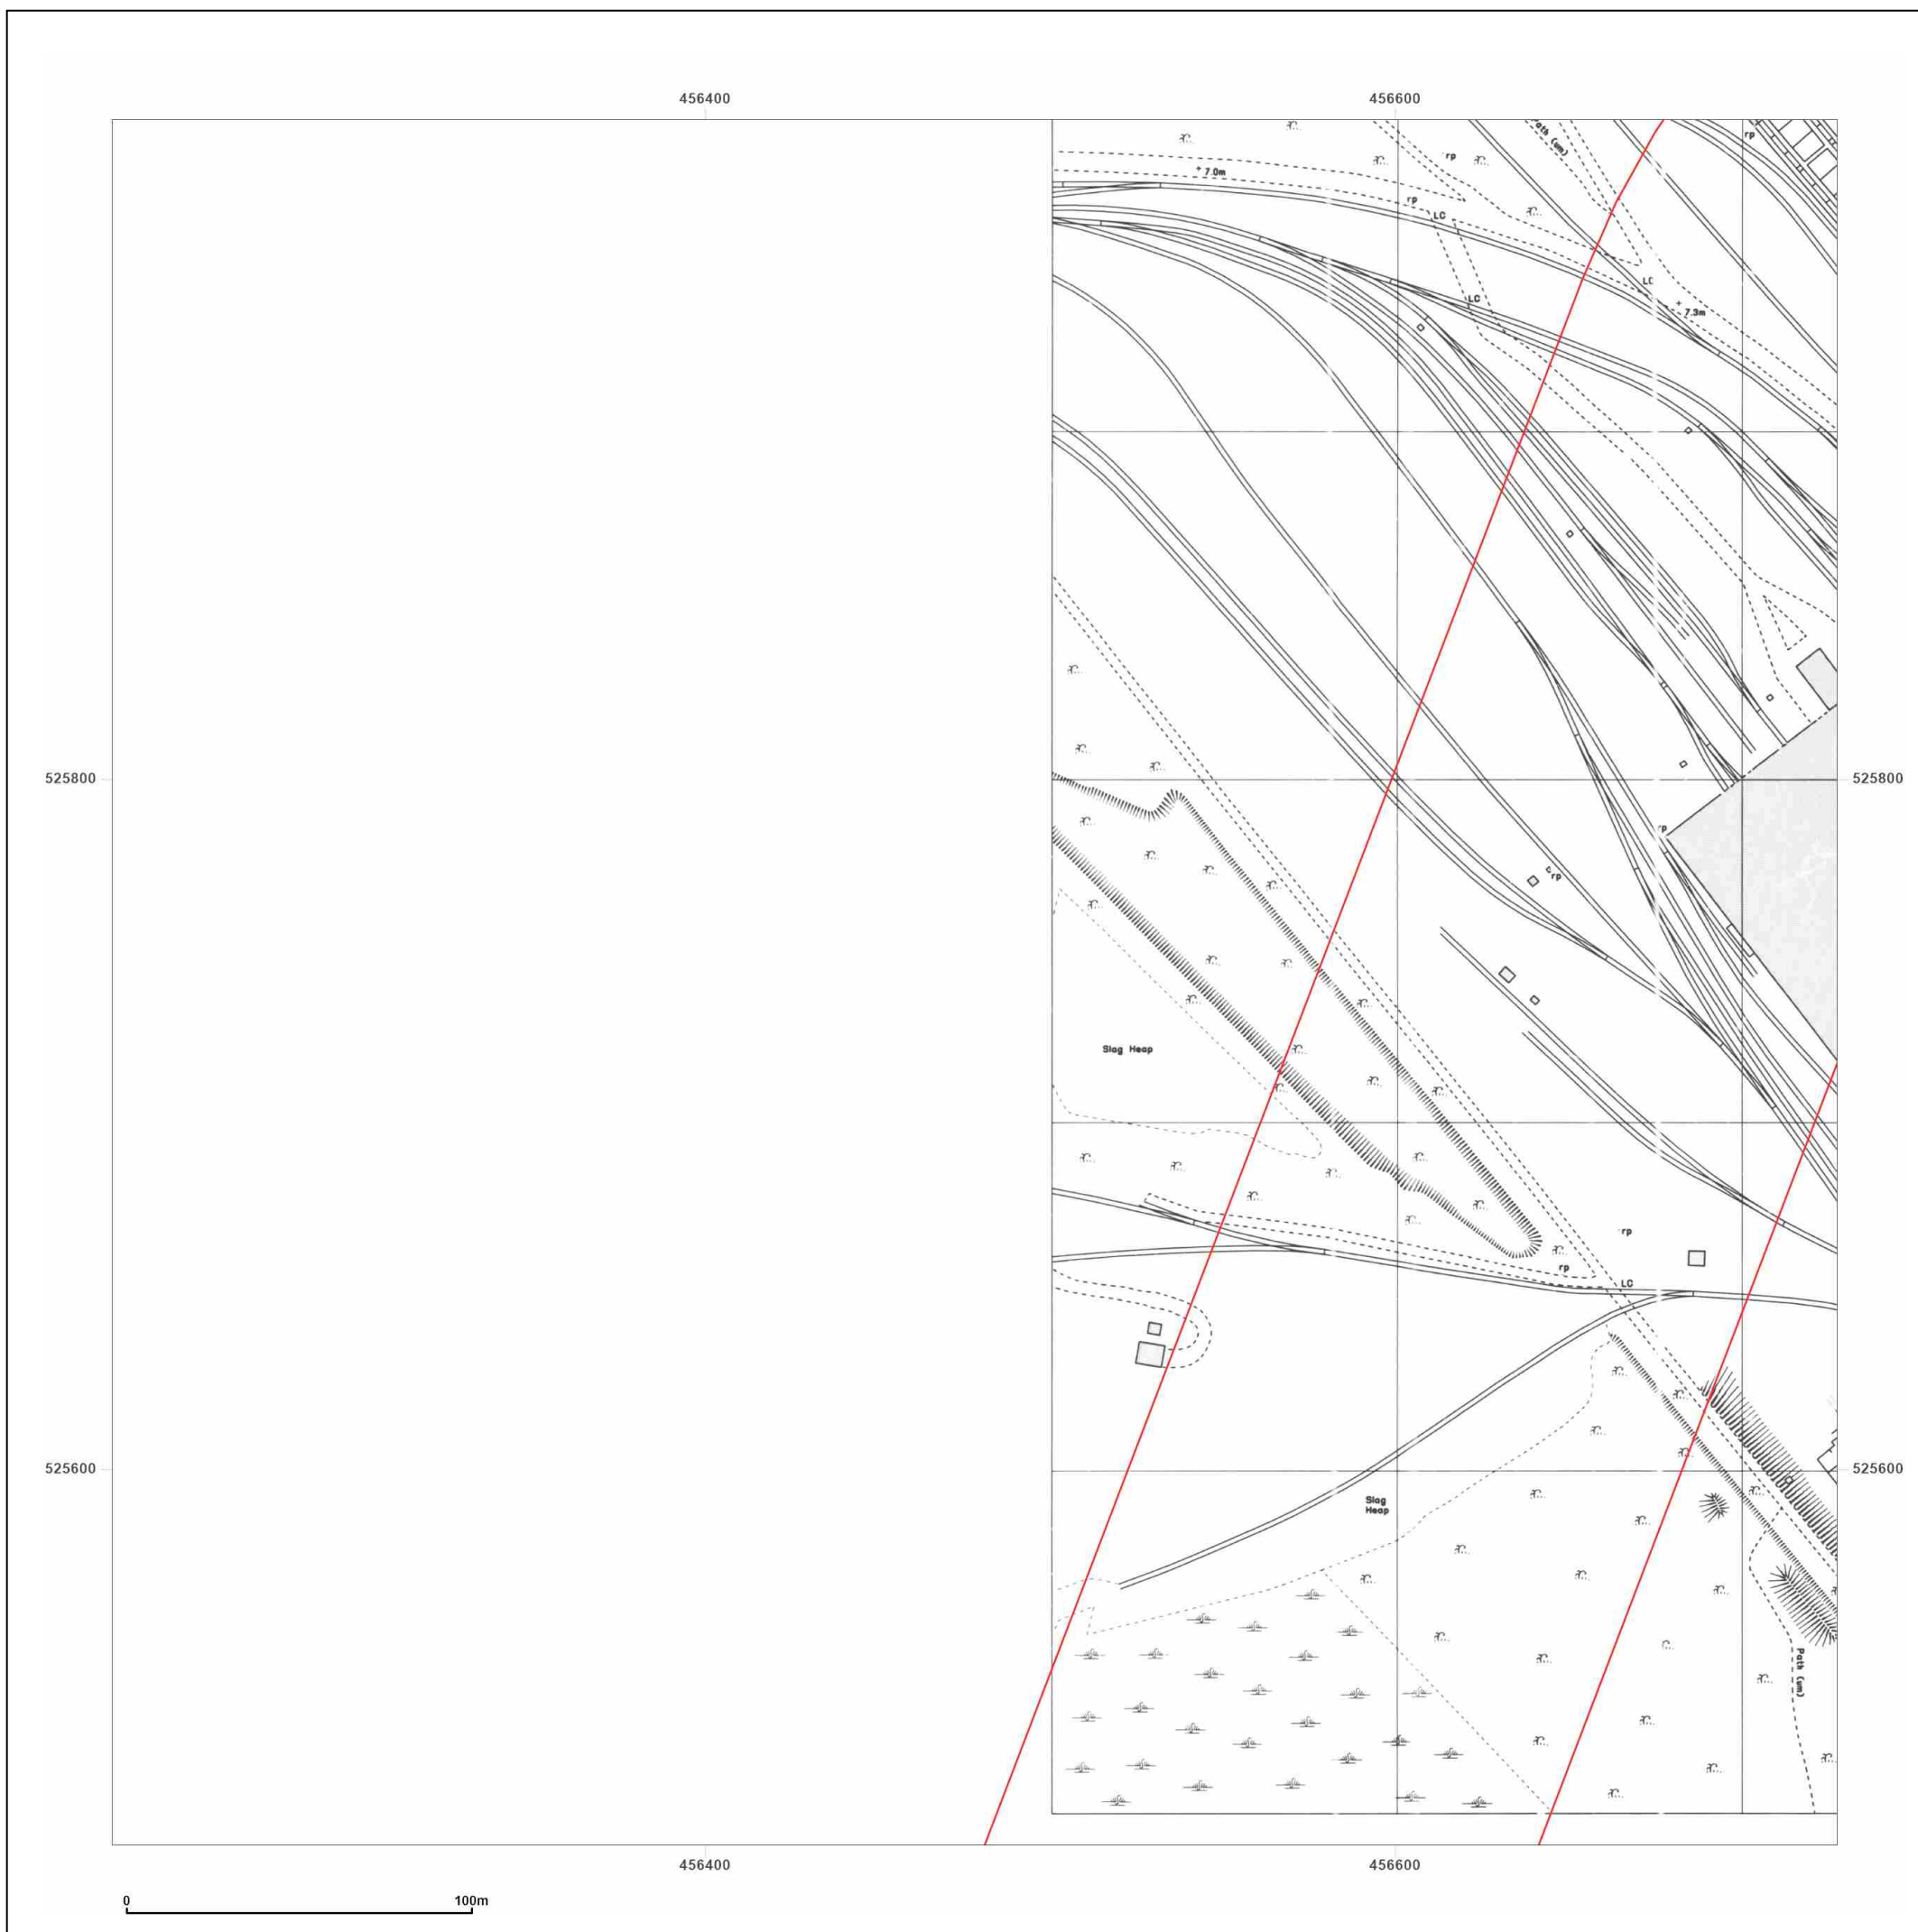 456400
456600
rp
Path (um)
rp
7.0m
rp
LC
LC
LC
7.3m
525800
525800
rp
rp
Slag Heap
rp
rp
LC
525600
525600
Slag
Heap
Path (um)
456400
456600
0
100m